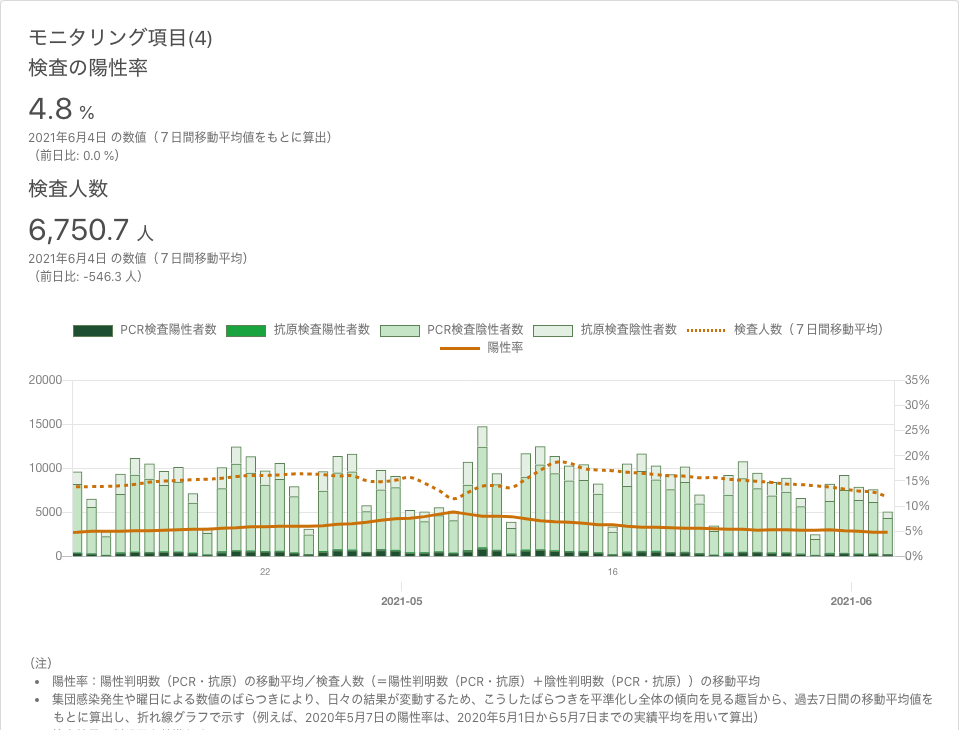 モニタリング項目(4)
検査の陽性率
4.8 %
2021年6月4日 の数値（７日間移動平均値をもとに算出）
（前日比: 0.0 %）
検査人数
6,750.7 人
2021年6月4日 の数値（７日間移動平均）
（前日比: -546.3 人）
PCR検査陽性者数 抗原検査陽性者数 PCR検査陰性者数 抗原検査陰性者数 検査人数（７日間移動平均）
陽性率
20000 35%
30%
15000 25%
20%
10000 15%
5000 10%
5%
0 0%
22 16
2021-05 2021-06
（注）
• 陽性率：陽性判明数（PCR・抗原）の移動平均／検査人数（＝陽性判明数（PCR・抗原）＋陰性判明数（PCR・抗原））の移動平均
• 集団感染発生や曜日による数値のばらつきにより、日々の結果が変動するため、こうしたばらつきを平準化し全体の傾向を見る趣旨から、過去7日間の移動平均値を
もとに算出し、折れ線グラフで示す（例えば、2020年5月7日の陽性率は、2020年5月1日から5月7日までの実績平均を用いて算出）